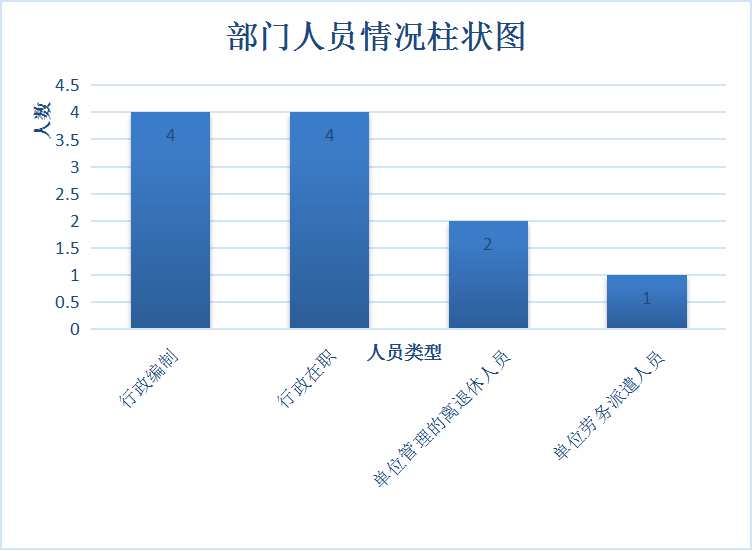 部门人员情况柱状图
人数
4.5
4
3.5
3
2.5
2
1.5
1
0.5
0
4
4
2
1
人员类型
行政编制
行政在职
单位管理的离退休人员
单位劳务派遣人员